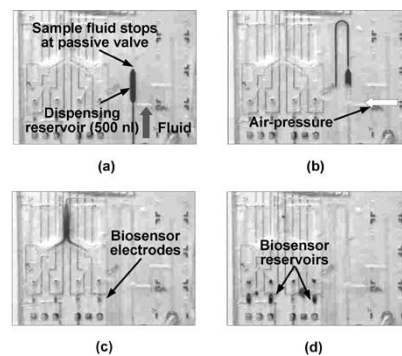 Sample fluid stops
at passive valve
Dispensing
reservoir (500 nl)
Fluid
(a)
Air-pressure
(b)
Biosensor
electrodes
(c)
Biosensor
reservoirs
(d)